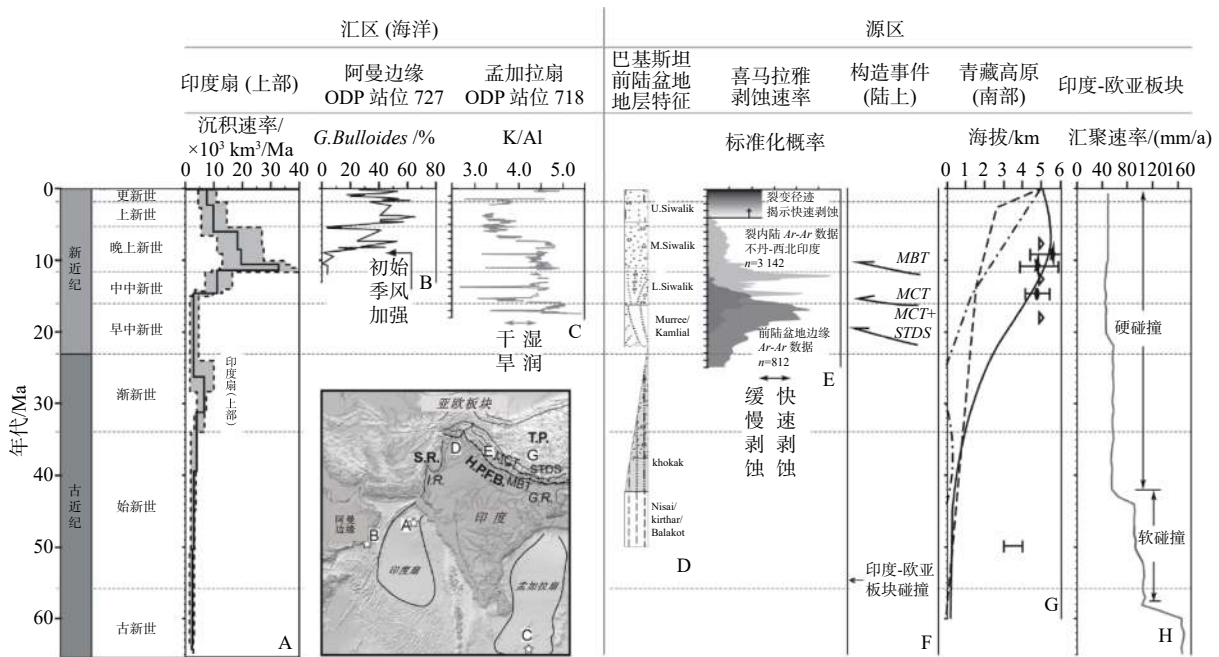 汇区 (海洋)
源区
印度扇 (上部)
阿曼边缘
ODP 站位 727
孟加拉扇
ODP 站位 718
巴基斯坦
前陆盆地
地层特征
喜马拉雅
剥蚀速率
构造事件
(陆上)
青藏高原
(南部)
印度-欧亚板块
沉积速率/
×10³ km³/Ma
G.Bulloides /%
K/Al
标准化概率
海拔/km
汇聚速率/(mm/a)
0 10 20 30 40
0 20 40 60 80
3.0 4.0 5.0
0 1 2 3 4 5 6
0 40 80 120 160
年代/Ma
0
10
20
30
40
50
60
新近纪
古近纪
更新世
上新世
晚上新世
中中新世
早中新世
渐新世
始新世
古新世
印度扇(上部)
A
初始
季风
加强
B
干旱
湿润
C
U.Siwalik
M.Siwalik
L.Siwalik
Murree/
Kamlial
khokak
Nisai/
kirthar/
Balakot
D
裂变径迹
揭示快速剥蚀
裂内陆 Ar-Ar 数据
不丹-西北印度
n=3 142
前陆盆地边缘
Ar-Ar 数据
n=812
E
缓慢剥蚀
快速剥蚀
MBT
MCT
MCT+
STDS
印度-欧亚
板块碰撞
F
G
硬碰撞
软碰撞
H
亚欧板块
T.P.
D
E
MCT
G
S.R.
STDS
I.R.
H.P.F.B.
MBT
G.R.
阿曼
边缘
B
A
印度
印度扇
孟加拉扇
C